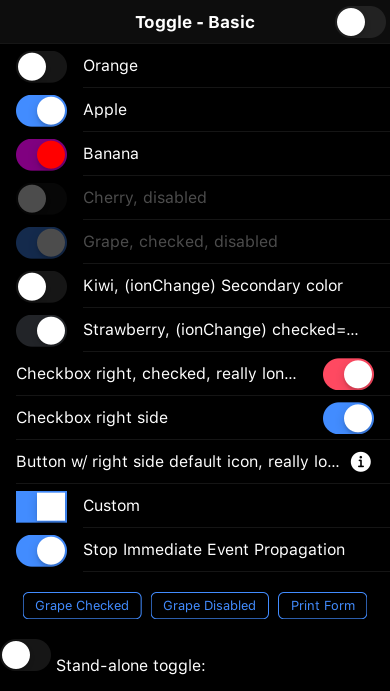 Toggle - Basic
Orange
Apple
Banana
Cherry, disabled
Grape, checked, disabled
Kiwi, (ionChange) Secondary color
Strawberry, (ionChange) checked=...
Checkbox right, checked, really lon...
Checkbox right side
Button w/ right side default icon, really lo...
Custom
Stop Immediate Event Propagation
Grape Checked Grape Disabled Print Form
Stand-alone toggle: